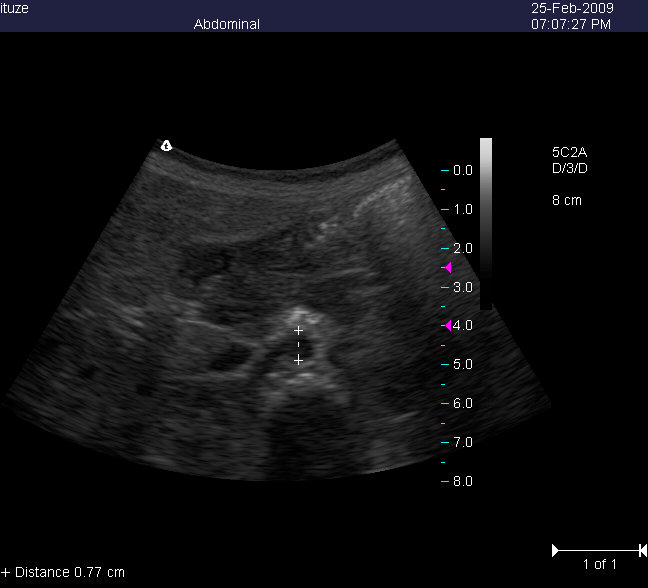 ituze
25-Feb-2009
Abdominal
07:07:27 PM
5C2A
D/3/D
8 cm
0.0
1.0
2.0
3.0
4.0
5.0
6.0
7.0
8.0
+ Distance 0.77 cm
1 of 1